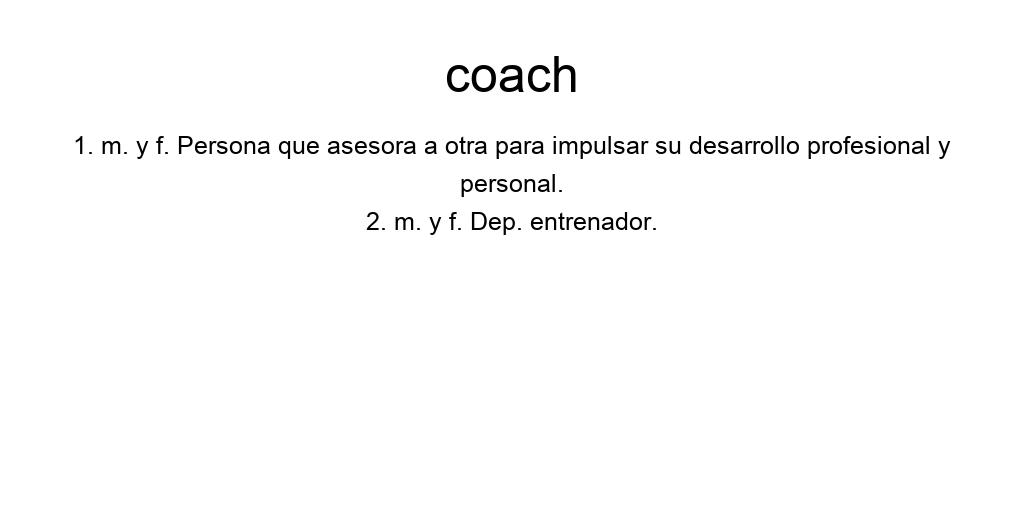 coach
1. m. y f. Persona que asesora a otra para impulsar su desarrollo profesional y
personal.
2. m. y f. Dep. entrenador.